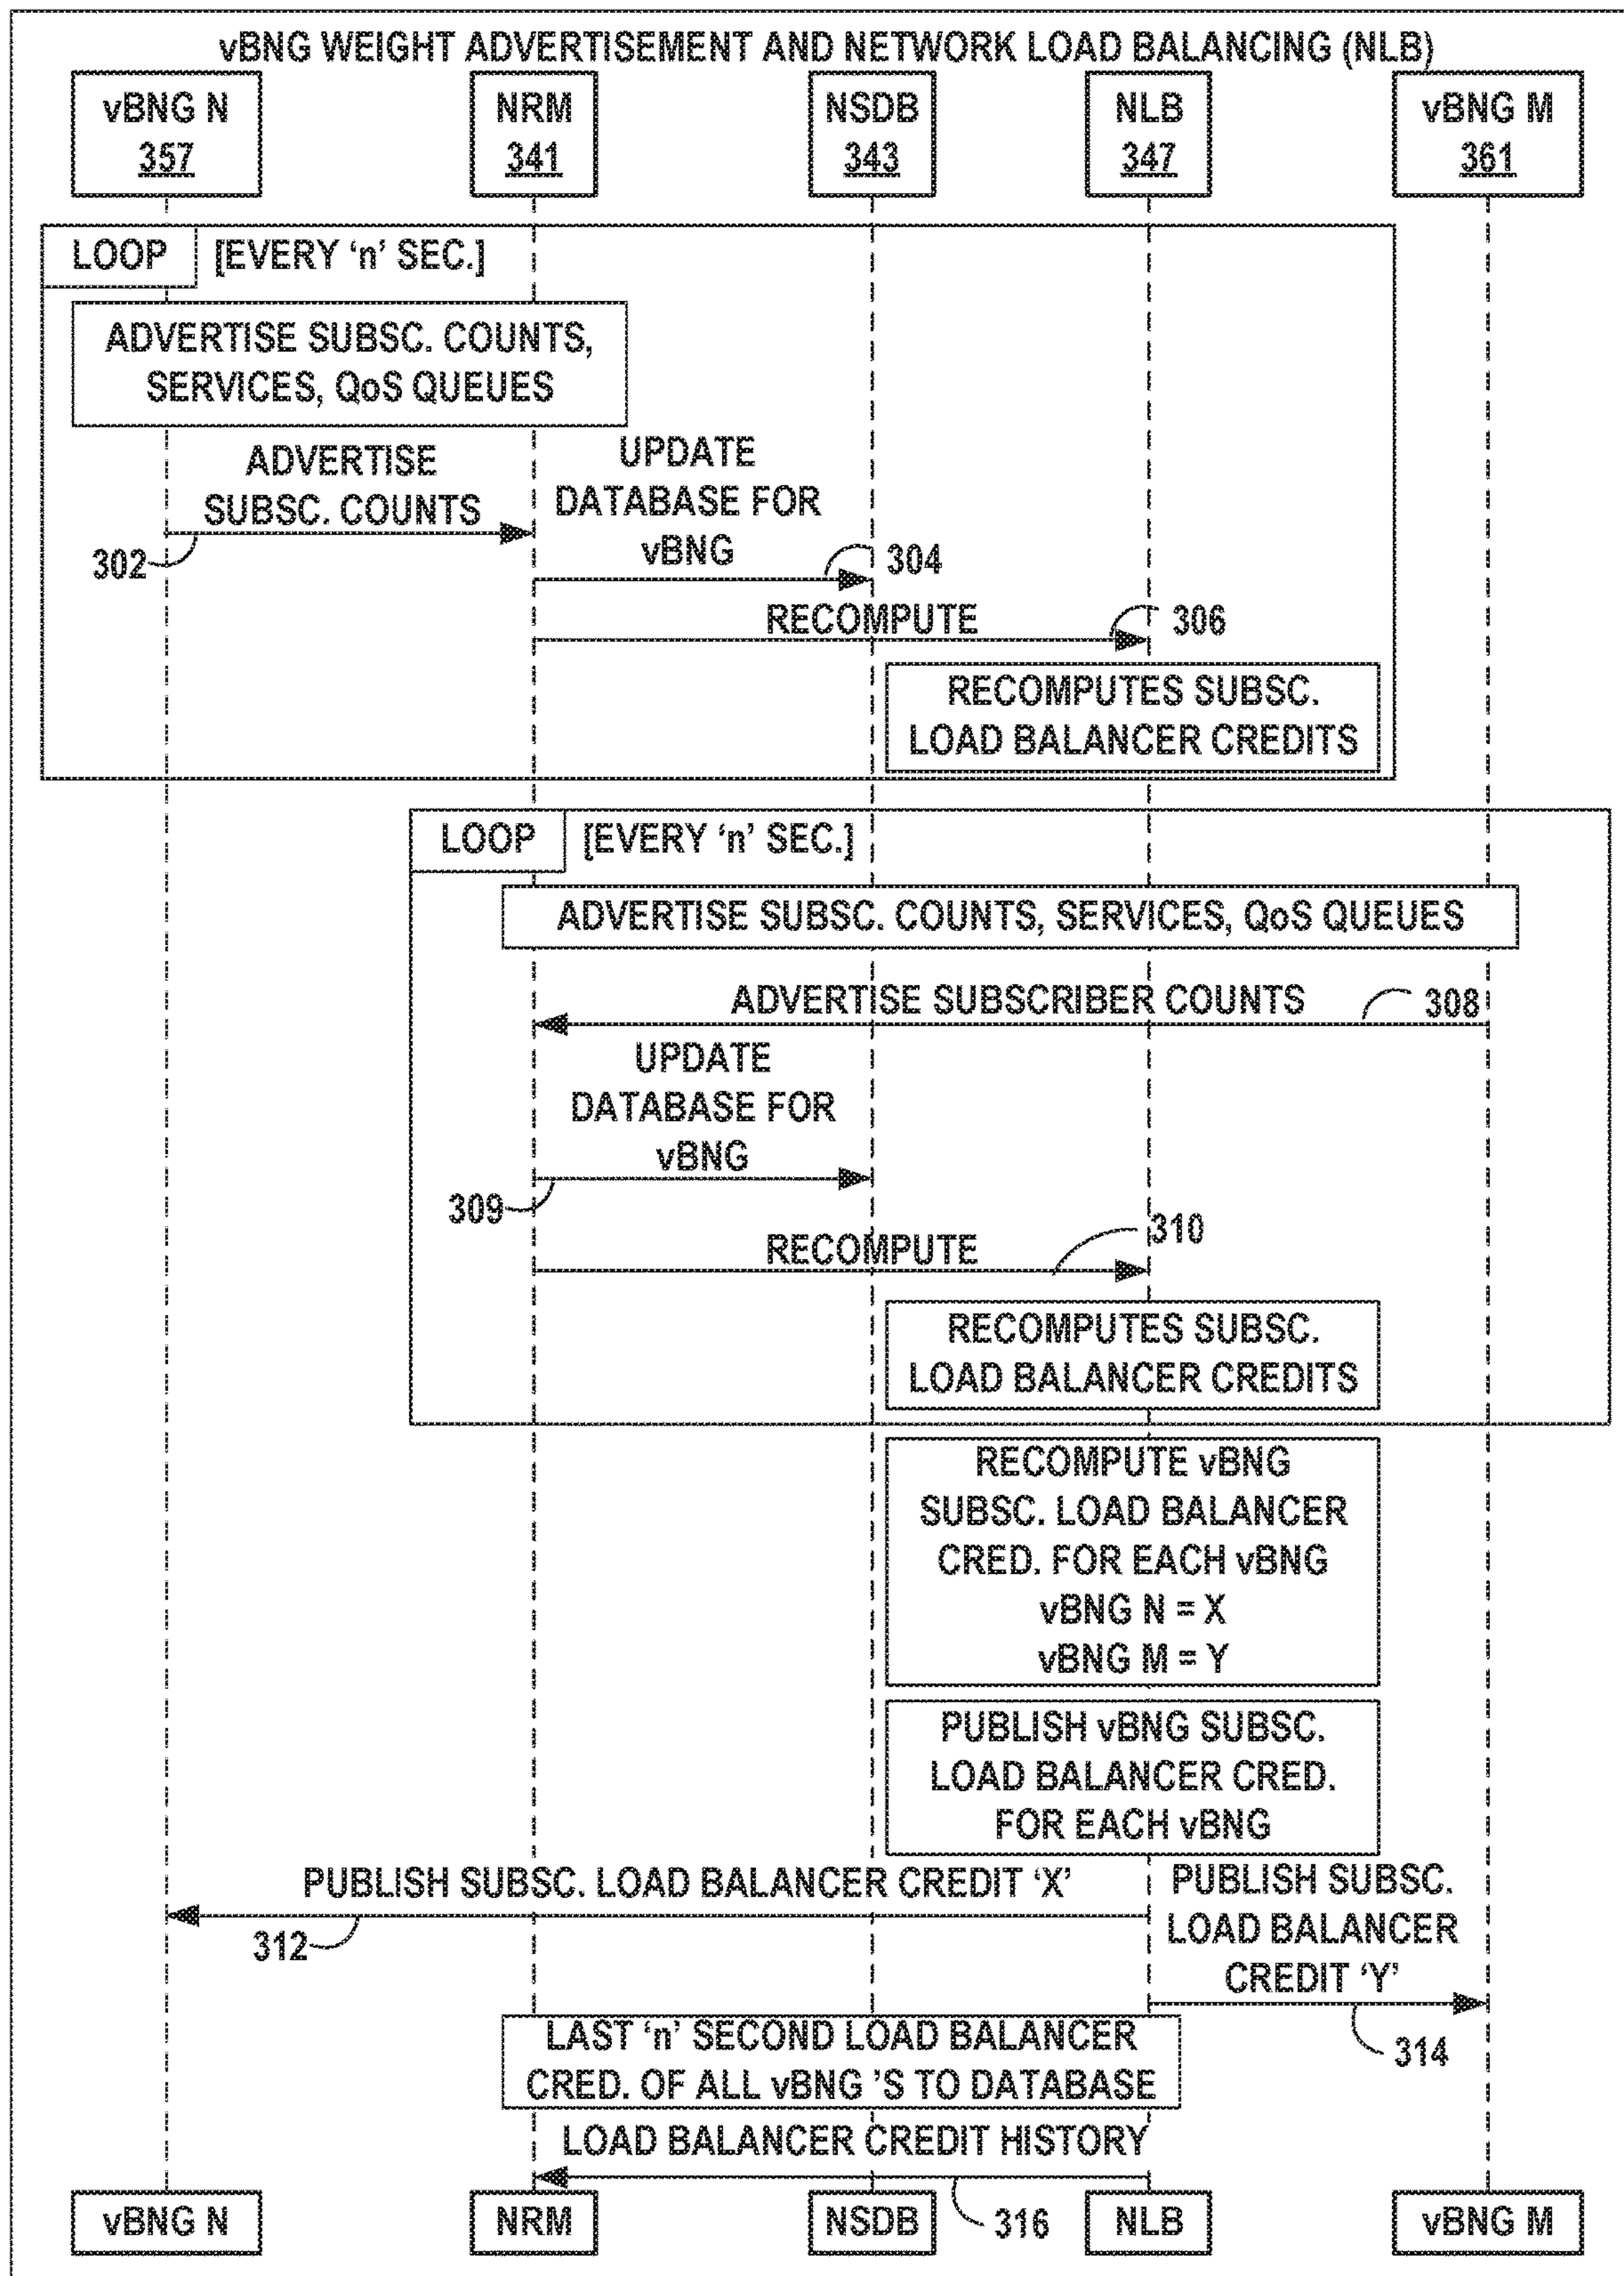 vBNG WEIGHT ADVERTISEMENT AND NETWORK LOAD BALANCING (NLB)
vBNG N
357
NRM
341
NSDB
343
NLB
347
vBNG M
361
LOOP
[EVERY ‘n’ SEC.]
ADVERTISE SUBSC. COUNTS,
SERVICES, QoS QUEUES
ADVERTISE
SUBSC. COUNTS
302
UPDATE
DATABASE FOR
vBNG
304
RECOMPUTE
306
RECOMPUTES SUBSC.
LOAD BALANCER CREDITS
LOOP
[EVERY ‘n’ SEC.]
ADVERTISE SUBSC. COUNTS, SERVICES, QoS QUEUES
ADVERTISE SUBSCRIBER COUNTS
308
UPDATE
DATABASE FOR
vBNG
309
RECOMPUTE
310
RECOMPUTES SUBSC.
LOAD BALANCER CREDITS
RECOMPUTE vBNG
SUBSC. LOAD BALANCER
CRED. FOR EACH vBNG
vBNG N = X
vBNG M = Y
PUBLISH vBNG SUBSC.
LOAD BALANCER CRED.
FOR EACH vBNG
PUBLISH SUBSC. LOAD BALANCER CREDIT ‘X’
312
PUBLISH SUBSC.
LOAD BALANCER
CREDIT ‘Y’
314
LAST ‘n’ SECOND LOAD BALANCER
CRED. OF ALL vBNG ’S TO DATABASE
LOAD BALANCER CREDIT HISTORY
316
vBNG N
NRM
NSDB
NLB
vBNG M